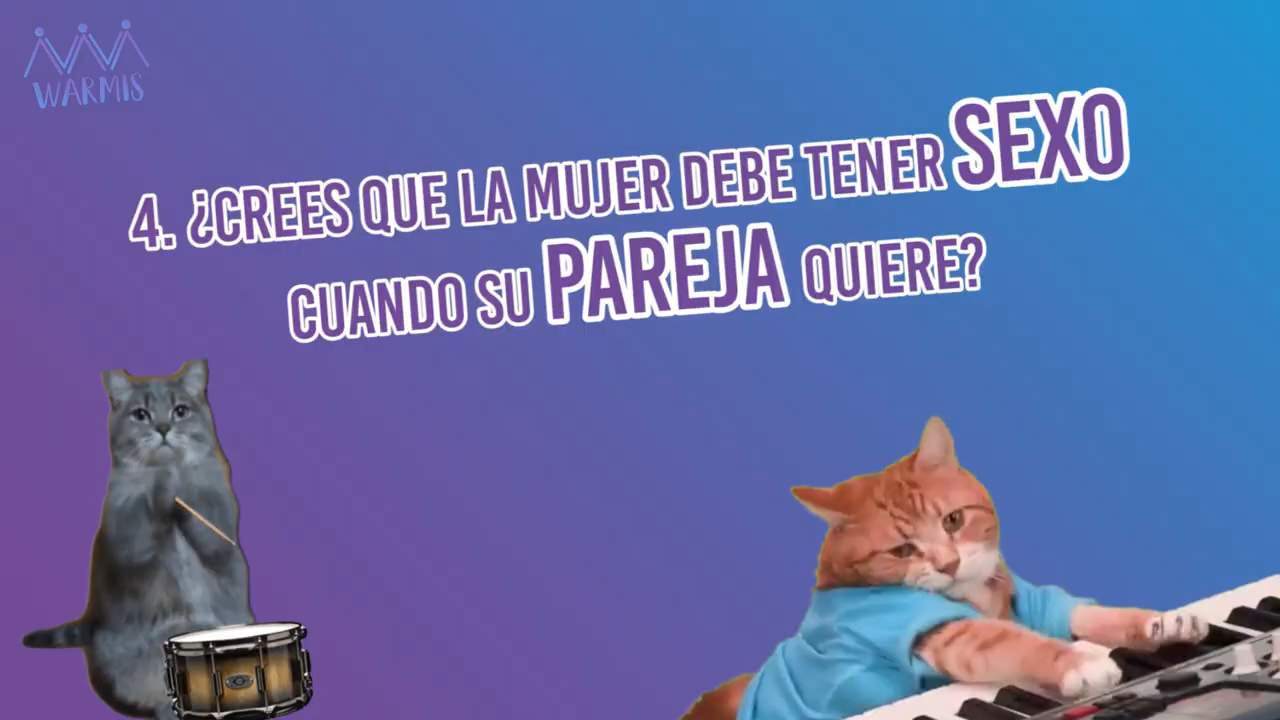 WARMIS
4. ¿CREES QUE LA MUJER DEBE TENER SEXO
CUANDO SU PAREJA QUIERE?